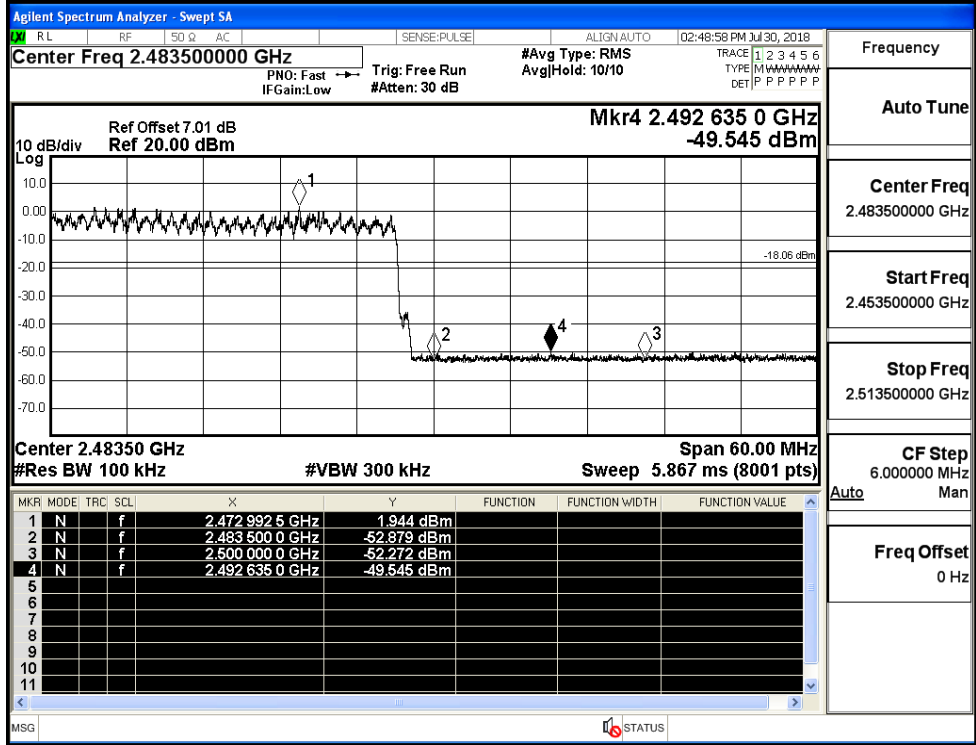 Agilent Spectrum Analyzer - Swept SA
LXI RL RF 50 Ω AC SENSE:PULSE ALIGN AUTO 02:48:58 PM Jul 30, 2018
Center Freq 2.483500000 GHz
PNO: Fast
IFGain:Low
Trig: Free Run
#Atten: 30 dB
#Avg Type: RMS
Avg|Hold: 10/10
TRACE 1 2 3 4 5 6
TYPE M WWWWW
DET P P P P P P
Frequency
Auto Tune
Center Freq
2.483500000 GHz
Start Freq
2.453500000 GHz
Stop Freq
2.513500000 GHz
CF Step
6.000000 MHz
Auto Man
Freq Offset
0 Hz
Mkr4 2.492 635 0 GHz
-49.545 dBm
Ref Offset 7.01 dB
10 dB/div Ref 20.00 dBm
Log
10.0
0.00
-10.0
-20.0
-30.0
-40.0
-50.0
-60.0
-70.0
1
-18.06 dBm
2
4
3
Center 2.48350 GHz Span 60.00 MHz
#Res BW 100 kHz #VBW 300 kHz Sweep 5.867 ms (8001 pts)
MKR MODE TRC SCL X Y FUNCTION FUNCTION WIDTH FUNCTION VALUE
1 N f 2.472 992 5 GHz 1.944 dBm
2 N f 2.483 500 0 GHz -52.879 dBm
3 N f 2.500 000 0 GHz -52.272 dBm
4 N f 2.492 635 0 GHz -49.545 dBm
5
6
7
8
9
10
11
MSG STATUS